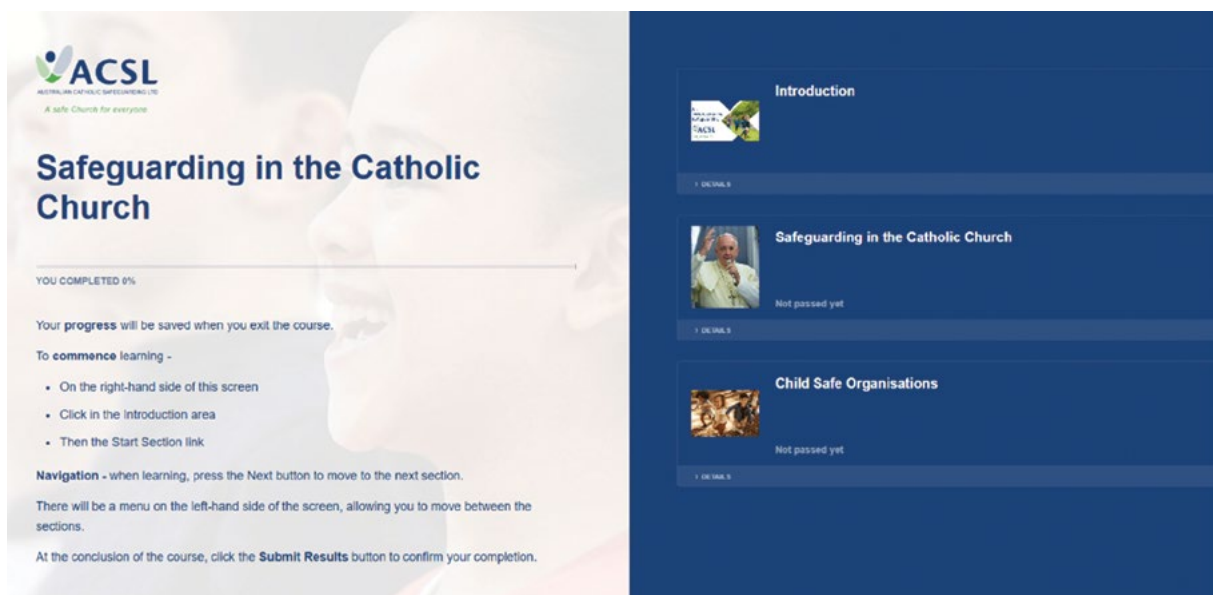 ACSL
AUSTRALIAN CATHOLIC SAFEGUARDING LTD
A safe Church for everyone
Safeguarding in the Catholic
Church
YOU COMPLETED 0%
Your progress will be saved when you exit the course.
To commence learning -
• On the right-hand side of this screen
• Click in the Introduction area
• Then the Start Section link
Navigation - when learning, press the Next button to move to the next section.
There will be a menu on the left-hand side of the screen, allowing you to move between the
sections.
At the conclusion of the course, click the Submit Results button to confirm your completion.
Introduction
ACSL
› DETAILS
Safeguarding in the Catholic Church
Not passed yet
› DETAILS
Child Safe Organisations
Not passed yet
› DETAILS